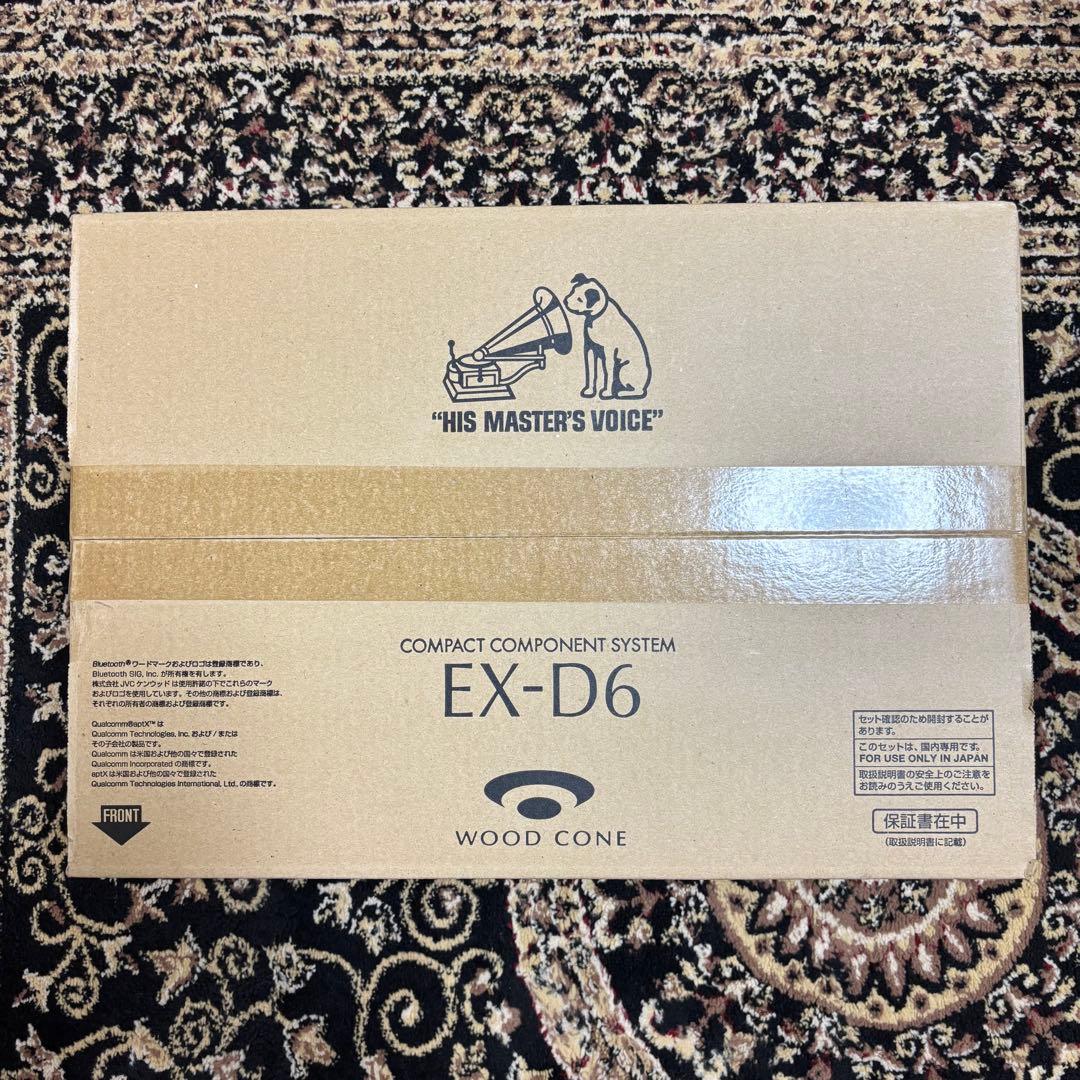 “HIS MASTER'S VOICE”
COMPACT COMPONENT SYSTEM
EX-D6
WOOD CONE
Bluetooth®ワードマークおよびロゴは登録商標であり、
Bluetooth SIG, Inc. が所有権を有します。
株式会社 JVC ケンウッド は使用許諾の下でこれらのマーク
およびロゴを使用しています。その他の商標および登録商標は、
それぞれの所有者の商標および登録商標です。
Qualcomm®aptX™ は
Qualcomm Technologies, Inc. および / または
その子会社の製品です。
Qualcomm は米国および他の国々で登録された
Qualcomm Incorporated の商標です。
aptX は米国および他の国々で登録された
Qualcomm Technologies International, Ltd. の商標です。
FRONT
セット確認のため開封することが
あります。
このセットは、国内専用です。
FOR USE ONLY IN JAPAN
取扱説明書の安全上のご注意を
お読みのうえご使用ください。
保証書在中
(取扱説明書に記載)